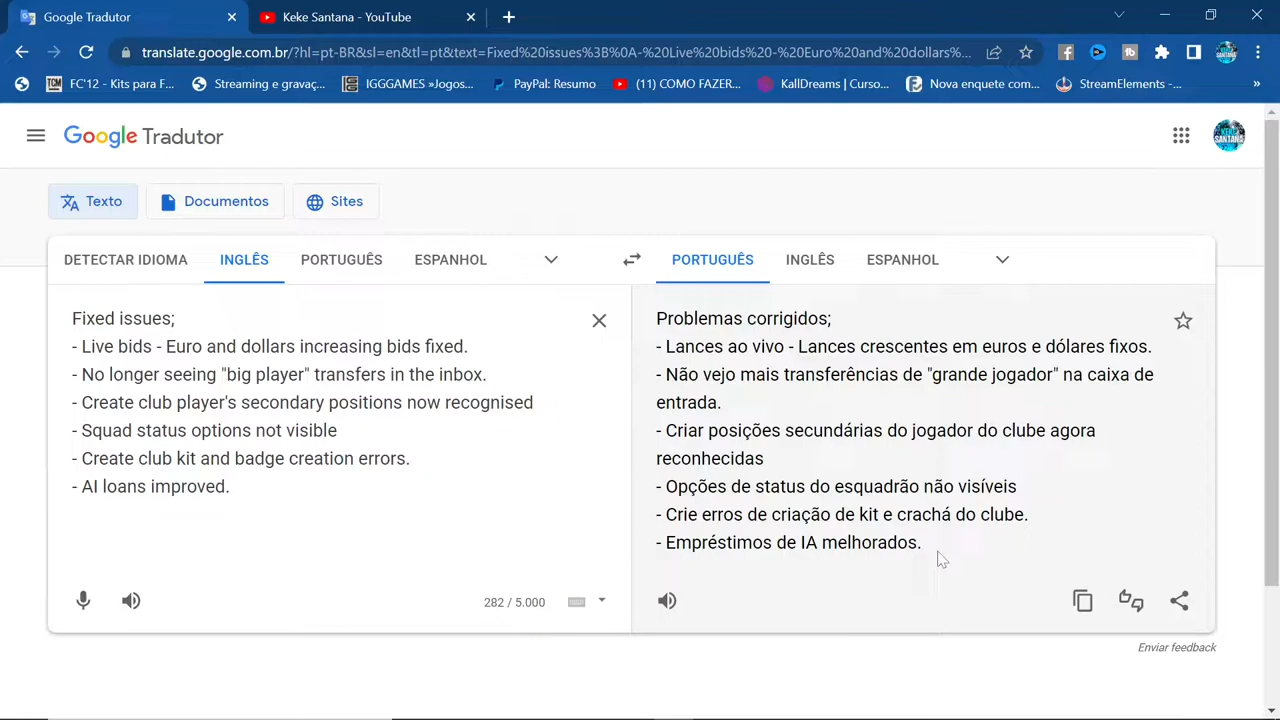 Google Tradutor
Keke Santana - YouTube
translate.google.com.br/?hl=pt-BR&sl=en&tl=pt&text=Fixed%20issues%3B%0A-%20Live%20bids%20-%20Euro%20and%20dollars%...
FC'12 - Kits para F...
Streaming e gravaç...
IGGGAMES »Jogos...
PayPal: Resumo
(11) COMO FAZER...
KallDreams | Curso...
Nova enquete com...
StreamElements -...
»
Google Tradutor
Texto
Documentos
Sites
DETECTAR IDIOMA
INGLÊS
PORTUGUÊS
ESPANHOL
PORTUGUÊS
INGLÊS
ESPANHOL
Fixed issues;
- Live bids - Euro and dollars increasing bids fixed.
- No longer seeing "big player" transfers in the inbox.
- Create club player's secondary positions now recognised
- Squad status options not visible
- Create club kit and badge creation errors.
- AI loans improved.
282 / 5.000
Problemas corrigidos;
- Lances ao vivo - Lances crescentes em euros e dólares fixos.
- Não vejo mais transferências de "grande jogador" na caixa de
entrada.
- Criar posições secundárias do jogador do clube agora
reconhecidas
- Opções de status do esquadrão não visíveis
- Crie erros de criação de kit e crachá do clube.
- Empréstimos de IA melhorados.
Enviar feedback